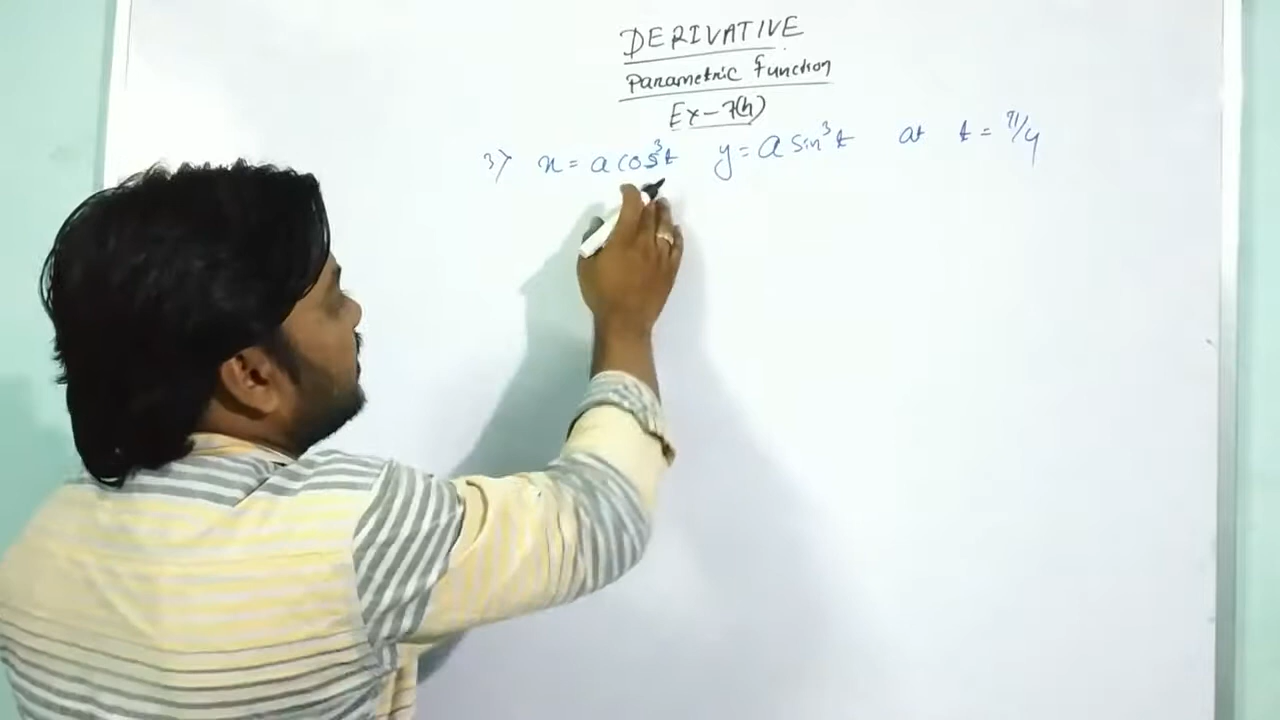 DERIVATIVE
Parametric Function
Ex-7(h)
3) x = a cos³t y = a sin³t at t = π/4